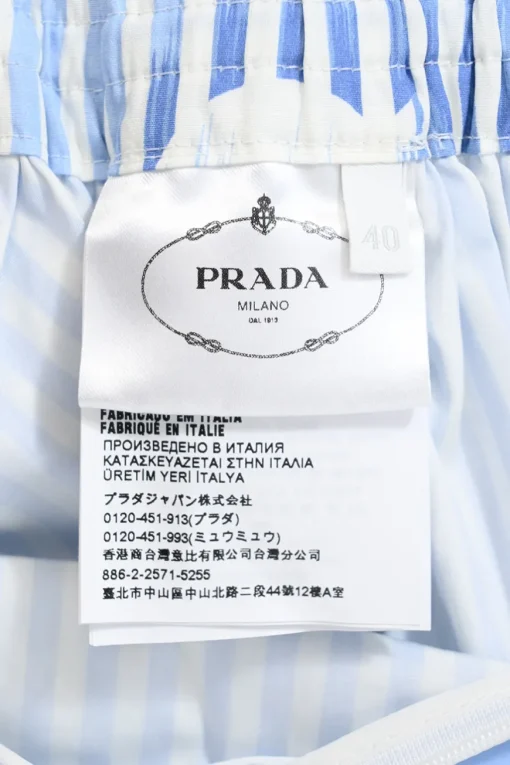 40
PRADA
MILANO
DAL 1913
FABRICADO EM ITALIA
FABRIQUÉ EN ITALIE
ПРОИЗВЕДЕНО В ИТАЛИЯ
ΚΑΤΑΣΚΕΥΑΖΕΤΑΙ ΣΤΗΝ ΙΤΑΛΙΑ
ÜRETİM YERİ İTALYA
プラダジャパン株式会社
0120-451-913(プラダ)
0120-451-993(ミュウミュウ)
香港商台灣意比有限公司台灣分公司
886-2-2571-5255
臺北市中山區中山北路二段44號12樓A室